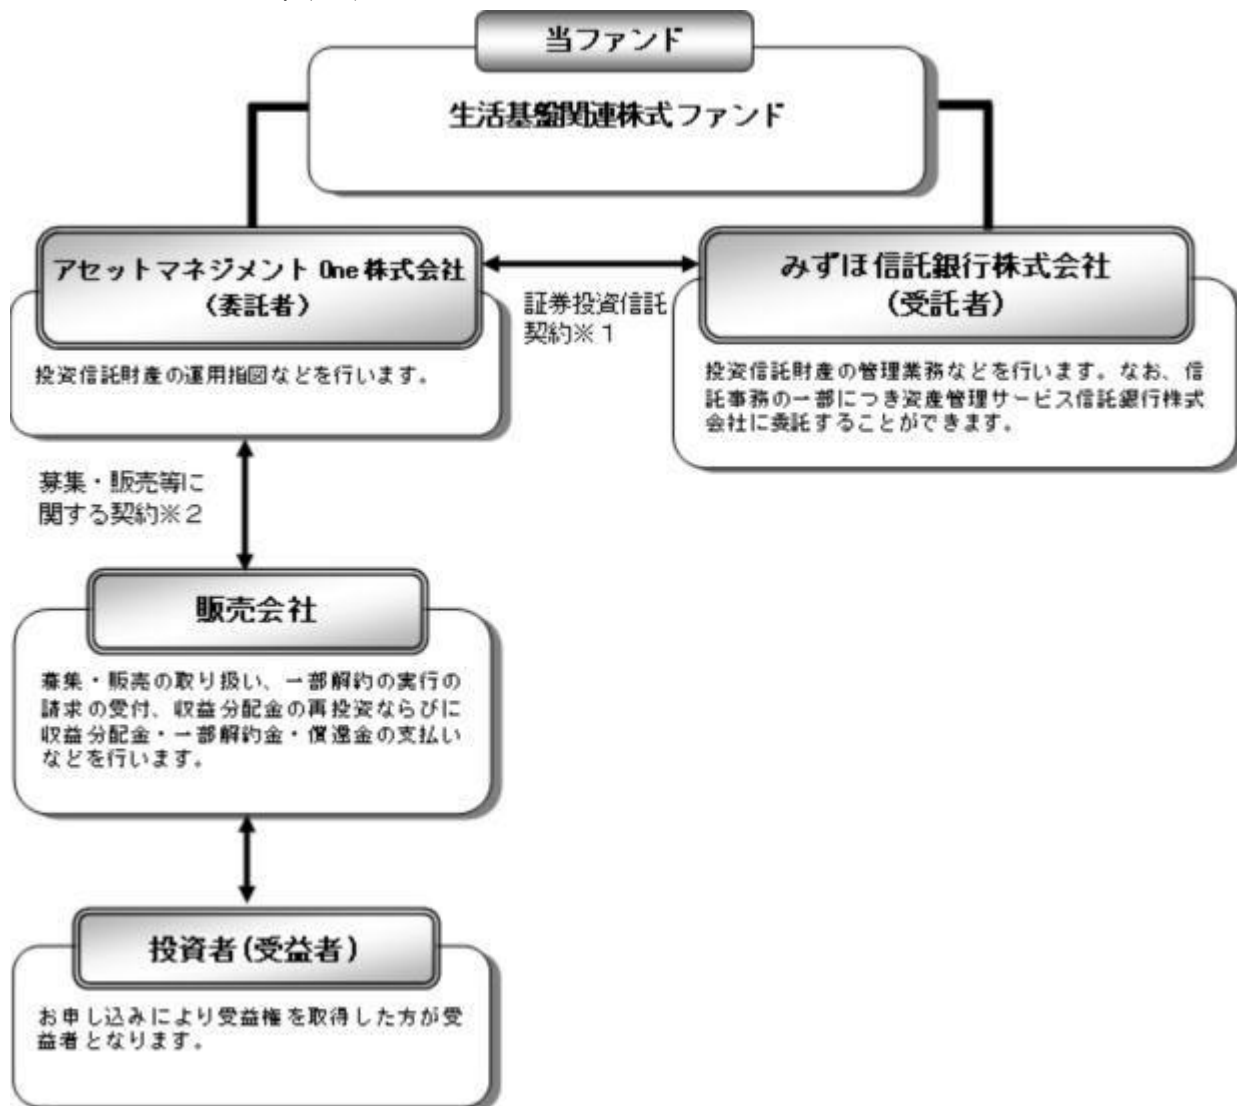 当ファンド
生活基盤関連株式ファンド
アセットマネジメント One 株式会社
(委託者)
投資信託財産の運用指図などを行います。
証券投資信託
契約※１
みずほ信託銀行株式会社
(受託者)
投資信託財産の管理業務などを行います。なお、信
託事務の一部につき資産管理サービス信託銀行株式
会社に委託することができます。
募集・販売等に
関する契約※２
販売会社
募集・販売の取り扱い、一部解約の実行の
請求の受付、収益分配金の再投資ならびに
収益分配金・一部解約金・償還金の支払い
などを行います。
投資者(受益者)
お申し込みにより受益権を取得した方が受
益者となります。